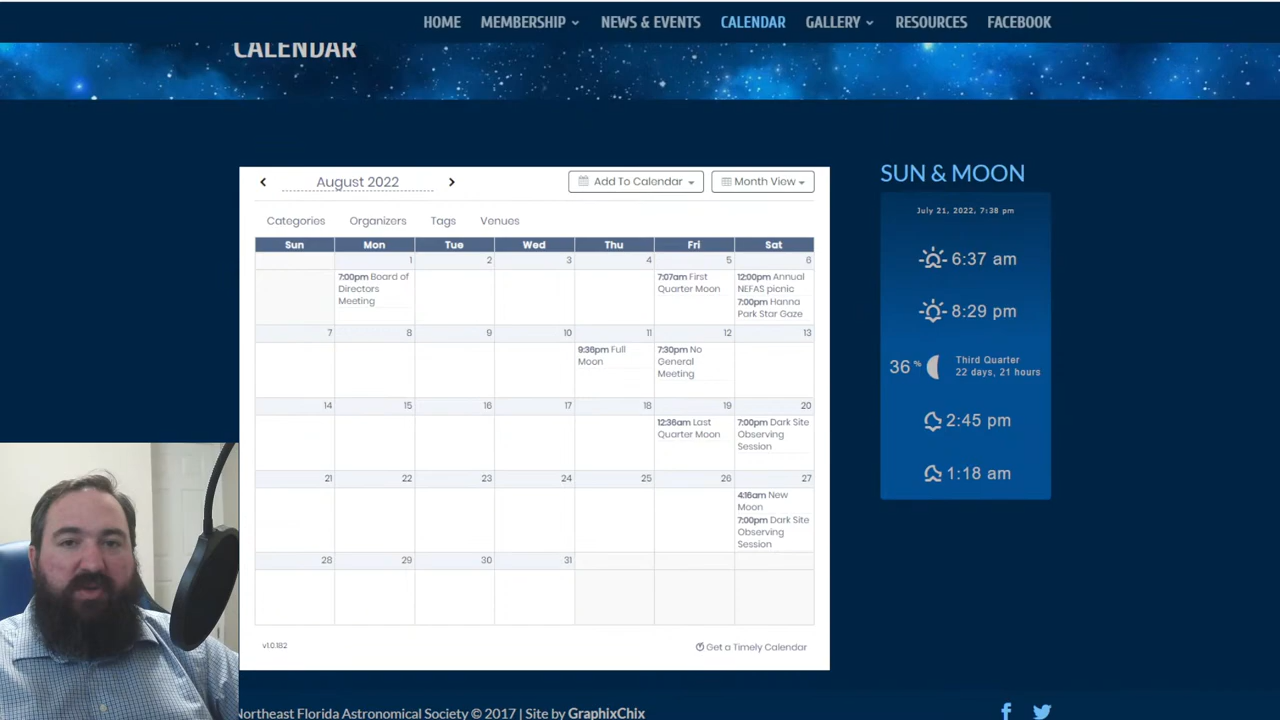 HOME MEMBERSHIP NEWS & EVENTS CALENDAR GALLERY RESOURCES FACEBOOK
CALENDAR
August 2022
Add To Calendar
Month View
Categories Organizers Tags Venues
Sun Mon Tue Wed Thu Fri Sat
1 2 3 4 5 6
7:00pm Board of
Directors
Meeting
7:07am First
Quarter Moon
12:00pm Annual
NEFAS picnic
7:00pm Hanna
Park Star Gaze
7 8 9 10 11 12 13
9:36pm Full
Moon
7:30pm No
General
Meeting
14 15 16 17 18 19 20
12:36am Last
Quarter Moon
7:00pm Dark Site
Observing
Session
21 22 23 24 25 26 27
4:16am New
Moon
7:00pm Dark Site
Observing
Session
28 29 30 31
v1.0.182
Get a Timely Calendar
SUN & MOON
July 21, 2022, 7:38 pm
6:37 am
8:29 pm
36 %
Third Quarter
22 days, 21 hours
2:45 pm
1:18 am
Northeast Florida Astronomical Society © 2017 | Site by GraphixChix